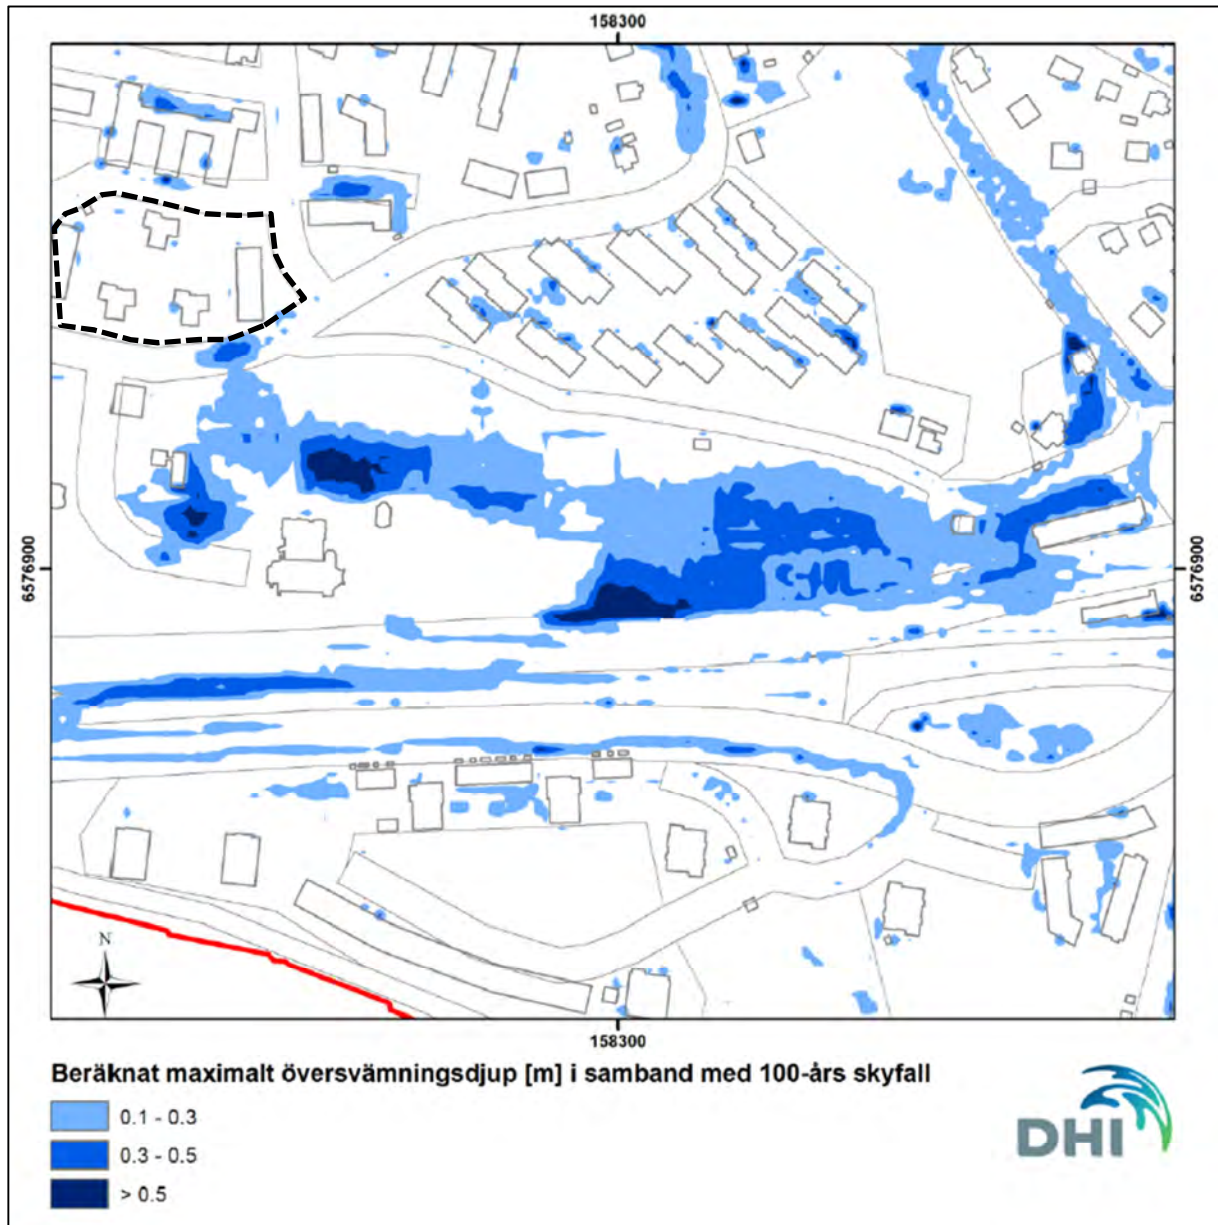 158300
6576900
6576900
N
158300
Beräknat maximalt översvämningsdjup [m] i samband med 100-års skyfall
0.1 - 0.3
0.3 - 0.5
> 0.5
DHI